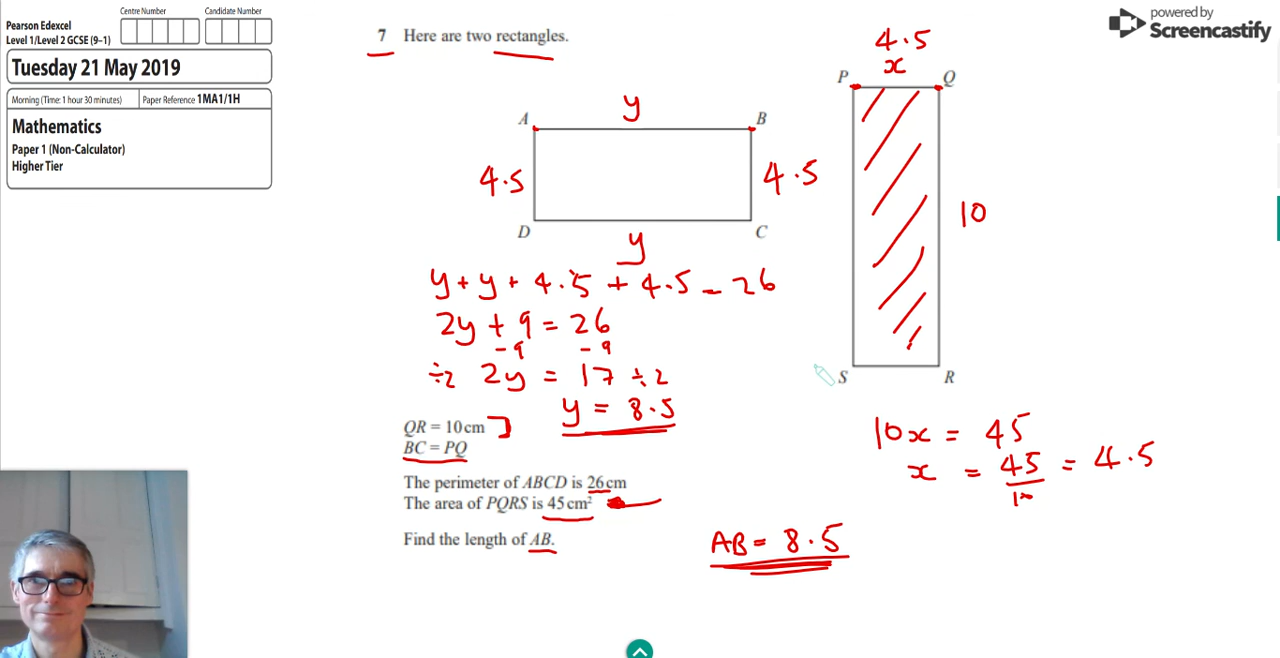 Pearson Edexcel
Level 1/Level 2 GCSE (9–1)
Centre Number
Candidate Number
Tuesday 21 May 2019
Morning (Time: 1 hour 30 minutes)
Paper Reference 1MA1/1H
Mathematics
Paper 1 (Non-Calculator)
Higher Tier
powered by
Screencastify
7 Here are two rectangles.
y
A
B
4.5
4.5
D
C
y
4.5
x
P
Q
10
S
R
y + y + 4.5 + 4.5 = 26
2y + 9 = 26
-9 -9
÷2 2y = 17 ÷2
y = 8.5
QR = 10 cm
BC = PQ
The perimeter of ABCD is 26 cm
The area of PQRS is 45 cm²
Find the length of AB.
10x = 45
x = 45/10 = 4.5
AB = 8.5